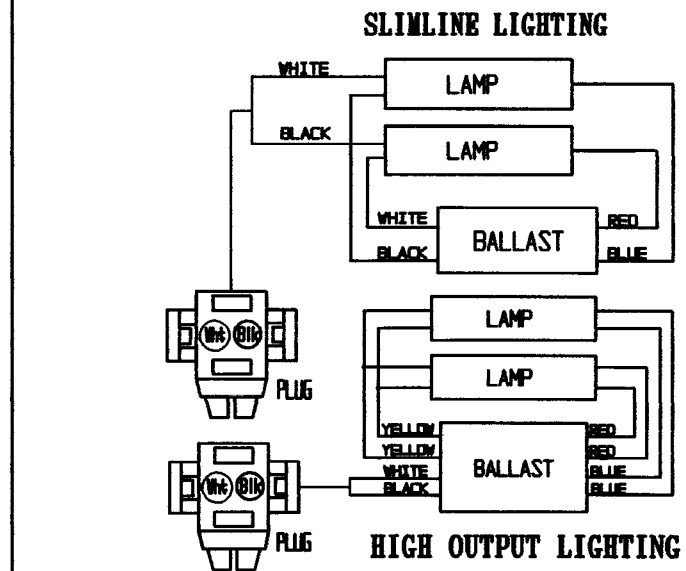 SLIMLINE LIGHTING
WHITE
LAMP
BLACK
LAMP
WHITE
RED
BALLAST
BLACK
BLUE
Wht Blk
PLUG
LAMP
LAMP
YELLOW
RED
YELLOW
RED
BALLAST
WHITE
BLUE
BLACK
BLUE
Wht Blk
PLUG
HIGH OUTPUT LIGHTING